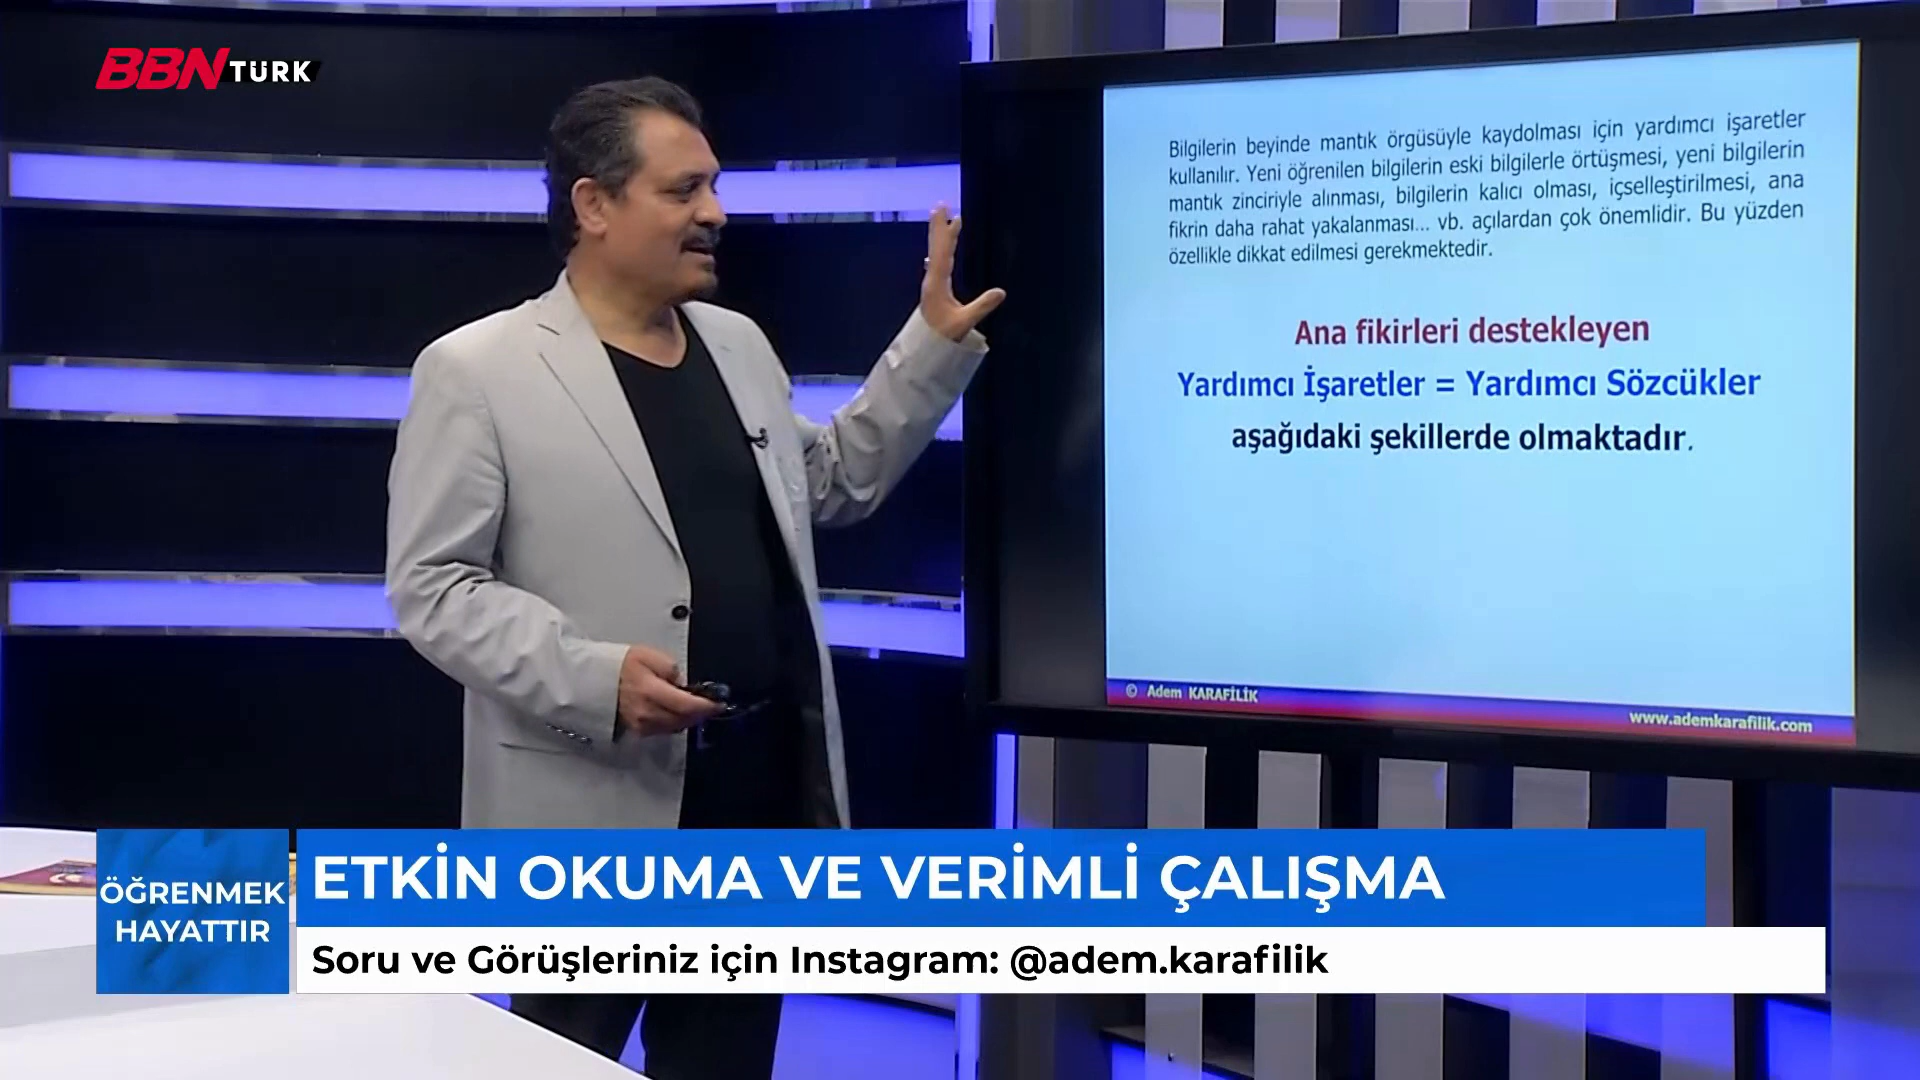 BBN TÜRK
Bilgilerin beyinde mantık örgüsüyle kaydolması için yardımcı işaretler
kullanılır. Yeni öğrenilen bilgilerin eski bilgilerle örtüşmesi, yeni bilgilerin
mantık zinciriyle alınması, bilgilerin kalıcı olması, içselleştirilmesi, ana
fikrin daha rahat yakalanması... vb. açılardan çok önemlidir. Bu yüzden
özellikle dikkat edilmesi gerekmektedir.
Ana fikirleri destekleyen
Yardımcı İşaretler = Yardımcı Sözcükler
aşağıdaki şekillerde olmaktadır.
© Adem KARAFİLİK
www.ademkarafilik.com
ÖĞRENMEK
HAYATTIR
ETKİN OKUMA VE VERİMLİ ÇALIŞMA
Soru ve Görüşleriniz için Instagram: @adem.karafilik